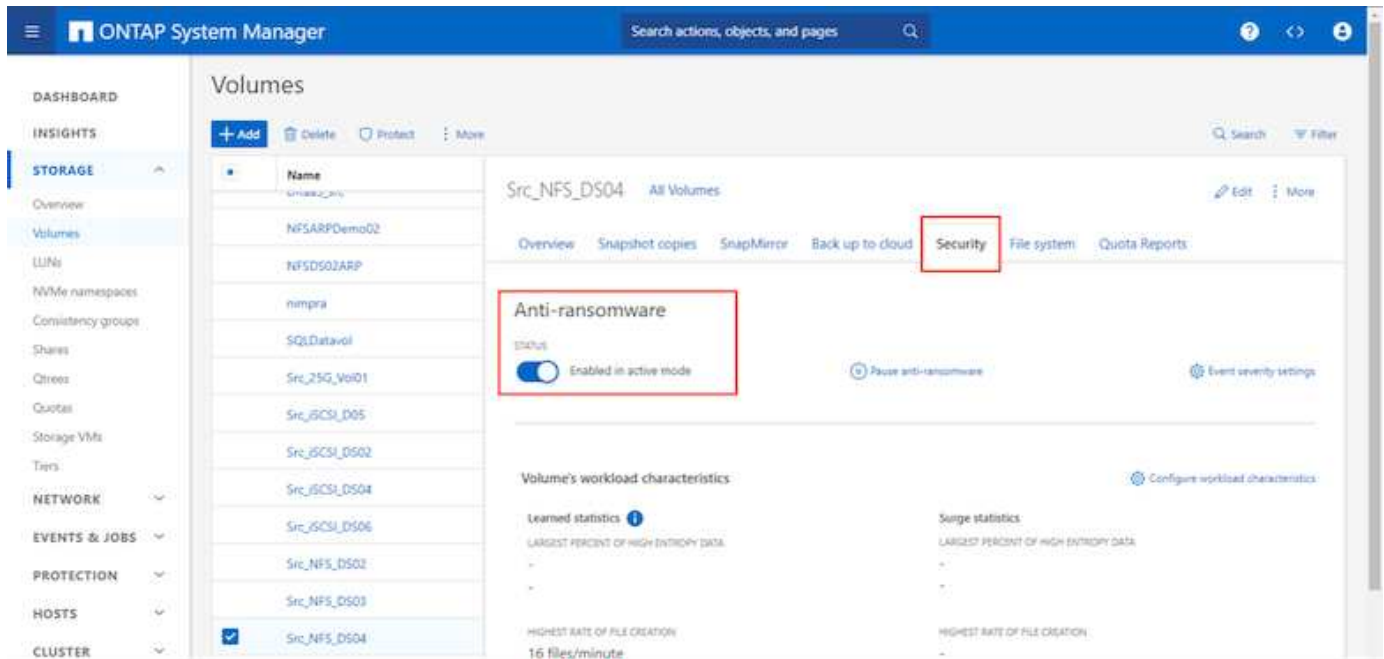 ONTAP System Manager
Search actions, objects, and pages
DASHBOARD
INSIGHTS
STORAGE
Overview
Volumes
LUNs
NVMe namespaces
Consistency groups
Shares
Qtrees
Quotas
Storage VMs
Tiers
NETWORK
EVENTS & JOBS
PROTECTION
HOSTS
CLUSTER
Volumes
Add Delete Protect More
Search Filter
Name
NFSARPDemo02
NFSDS02ARP
nimpra
SQLDatavol
Src_25G_Vol01
Src_iSCSI_D05
Src_iSCSI_DS02
Src_iSCSI_DS04
Src_iSCSI_DS06
Src_NFS_DS02
Src_NFS_DS03
Src_NFS_DS04
Src_NFS_DS04 All Volumes
Edit More
Overview Snapshot copies SnapMirror Back up to cloud Security File system Quota Reports
Anti-ransomware
STATUS
Enabled in active mode
Pause anti-ransomware
Event severity settings
Volume's workload characteristics
Configure workload characteristics
Learned statistics
LARGEST PERCENT OF HIGH ENTROPY DATA
-
-
HIGHEST RATE OF FILE CREATION
16 files/minute
Surge statistics
LARGEST PERCENT OF HIGH ENTROPY DATA
-
-
HIGHEST RATE OF FILE CREATION
-